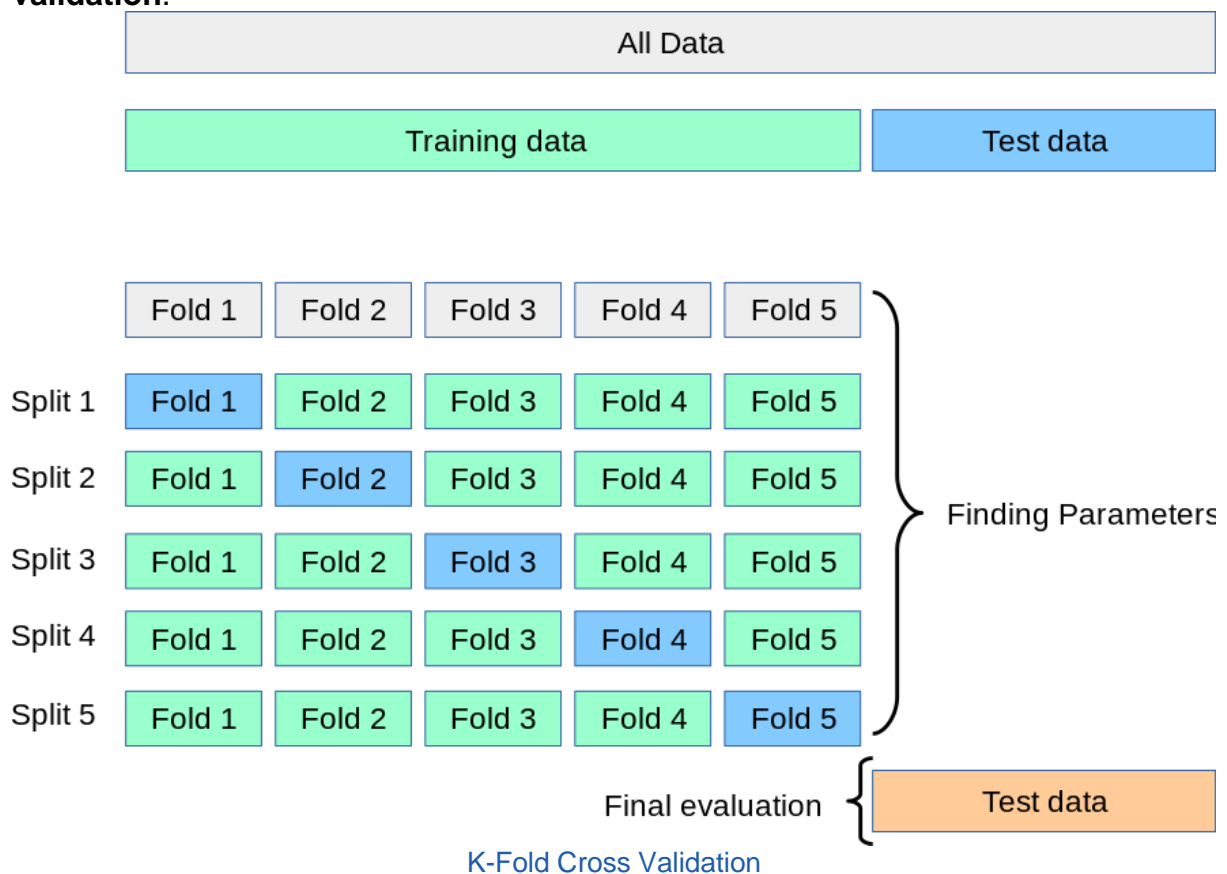 validation.
All Data
Training data Test data
Fold 1 Fold 2 Fold 3 Fold 4 Fold 5
Split 1 Fold 1 Fold 2 Fold 3 Fold 4 Fold 5
Split 2 Fold 1 Fold 2 Fold 3 Fold 4 Fold 5
Split 3 Fold 1 Fold 2 Fold 3 Fold 4 Fold 5
Finding Parameters
Split 4 Fold 1 Fold 2 Fold 3 Fold 4 Fold 5
Split 5 Fold 1 Fold 2 Fold 3 Fold 4 Fold 5
Final evaluation Test data
K-Fold Cross Validation